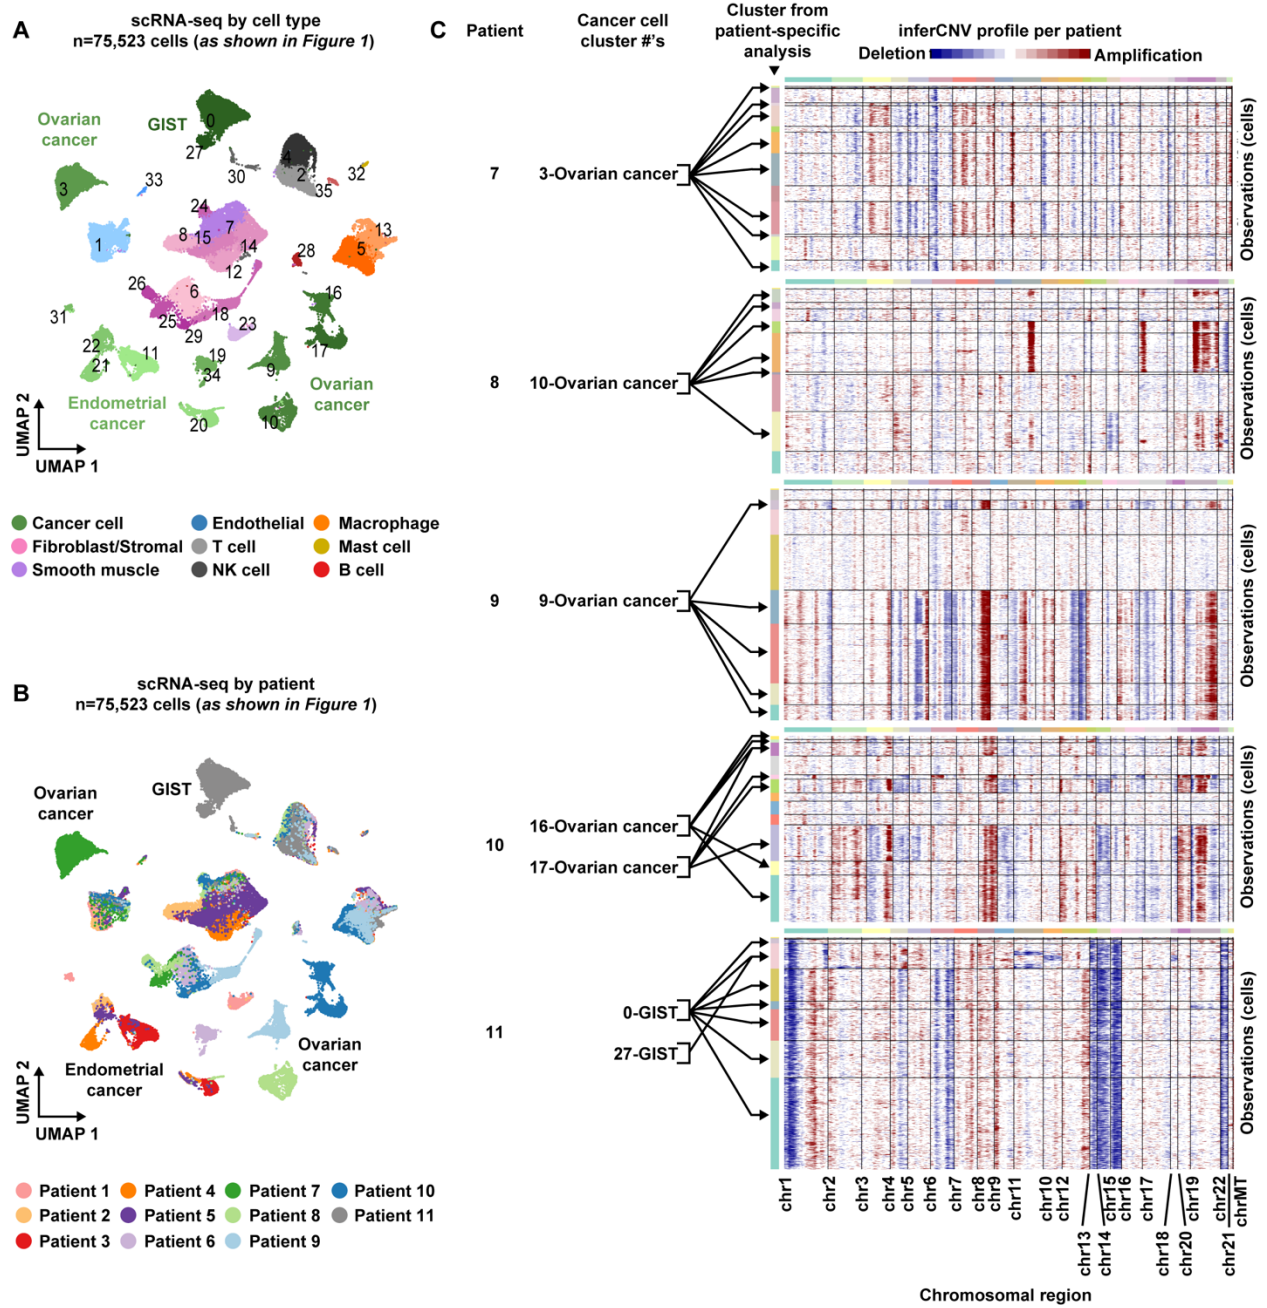 A
scRNA-seq by cell type
n=75,523 cells (as shown in Figure 1)
Ovarian
cancer
GIST
0
27
30
4
2
35
32
33
3
24
7
8
15
14
12
1
28
13
5
26
6
25
18
29
23
16
17
31
22
21
11
19
34
9
10
20
Ovarian
cancer
Endometrial
cancer
UMAP 2
UMAP 1
Cancer cell
Fibroblast/Stromal
Smooth muscle
Endothelial
T cell
NK cell
Macrophage
Mast cell
B cell
B
scRNA-seq by patient
n=75,523 cells (as shown in Figure 1)
Ovarian
cancer
GIST
Ovarian
cancer
Endometrial
cancer
UMAP 2
UMAP 1
Patient 1
Patient 2
Patient 3
Patient 4
Patient 5
Patient 6
Patient 7
Patient 8
Patient 9
Patient 10
Patient 11
C
Patient
Cancer cell
cluster #'s
Cluster from
patient-specific
analysis
inferCNV profile per patient
Deletion
Amplification
7
3-Ovarian cancer
Observations (cells)
8
10-Ovarian cancer
Observations (cells)
9
9-Ovarian cancer
Observations (cells)
10
16-Ovarian cancer
17-Ovarian cancer
Observations (cells)
11
0-GIST
27-GIST
Observations (cells)
chr1
chr2
chr3
chr4
chr5
chr6
chr7
chr8
chr9
chr11
chr10
chr12
chr13
chr14
chr15
chr16
chr17
chr18
chr20
chr19
chr22
chr21
chrMT
Chromosomal region